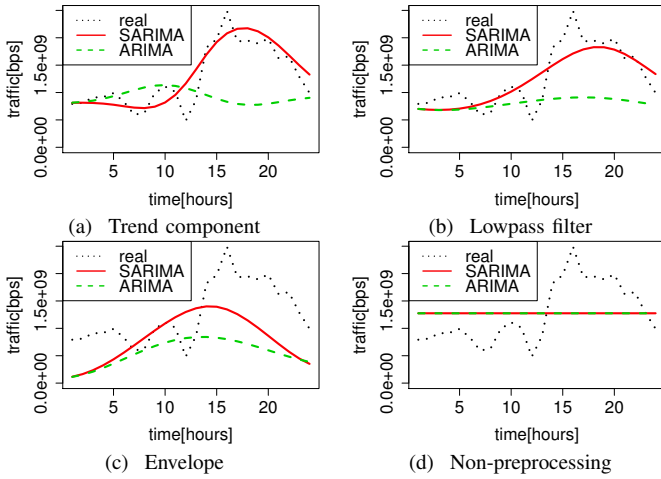 real
SARIMA
ARIMA
traffic[bps]
0.0e+00 1.5e+09
5 10 15 20
time[hours]
(a) Trend component
real
SARIMA
ARIMA
traffic[bps]
0.0e+00 1.5e+09
5 10 15 20
time[hours]
(b) Lowpass filter
real
SARIMA
ARIMA
traffic[bps]
0.0e+00 1.5e+09
5 10 15 20
time[hours]
(c) Envelope
real
SARIMA
ARIMA
traffic[bps]
0.0e+00 1.5e+09
5 10 15 20
time[hours]
(d) Non-preprocessing